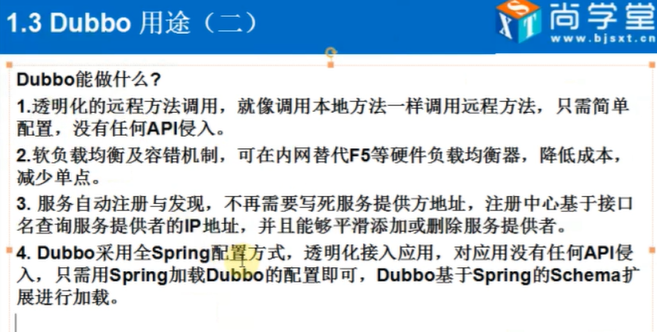 1.3 Dubbo 用途（二）
SXT
尚学堂
www.bjsxt.cn
Dubbo能做什么?
1.透明化的远程方法调用，就像调用本地方法一样调用远程方法，只需简单
配置，没有任何API侵入。
2.软负载均衡及容错机制，可在内网替代F5等硬件负载均衡器，降低成本，
减少单点。
3. 服务自动注册与发现，不再需要写死服务提供方地址，注册中心基于接口
名查询服务提供者的IP地址，并且能够平滑添加或删除服务提供者。
4. Dubbo采用全Spring配置方式，透明化接入应用，对应用没有任何API侵
入，只需用Spring加载Dubbo的配置即可，Dubbo基于Spring的Schema扩
展进行加载。